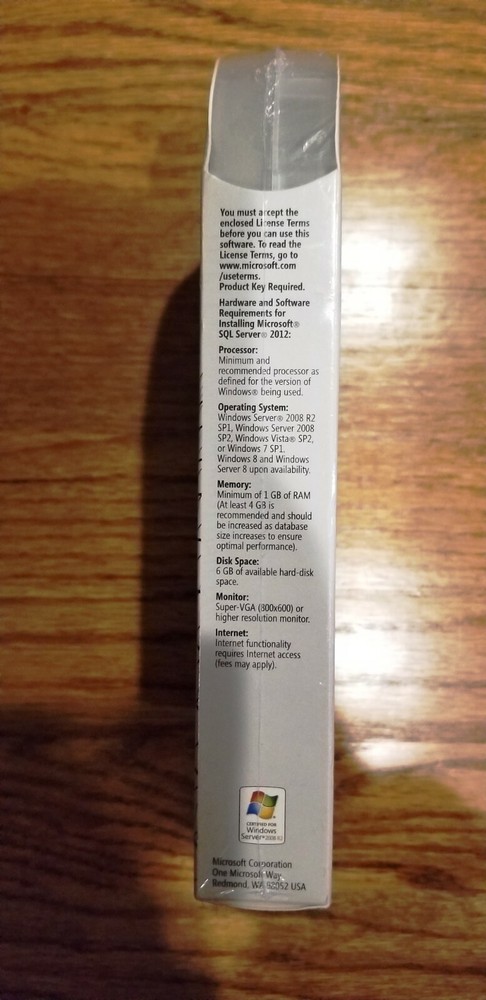 You must accept the
enclosed License Terms
before you can use this
software. To read the
License Terms, go to
www.microsoft.com
/useterms.
Product Key Required.
Hardware and Software
Requirements for
Installing Microsoft®
SQL Server® 2012:
Processor:
Minimum and
recommended processor as
defined for the version of
Windows® being used.
Operating System:
Windows Server® 2008 R2
SP1, Windows Server 2008
SP2, Windows Vista® SP2,
or Windows 7 SP1.
Windows 8 and Windows
Server 8 upon availability.
Memory:
Minimum of 1 GB of RAM
(At least 4 GB is
recommended and should
be increased as database
size increases to ensure
optimal performance).
Disk Space:
6 GB of available hard-disk
space.
Monitor:
Super-VGA (800x600) or
higher resolution monitor.
Internet:
Internet functionality
requires Internet access
(fees may apply).
CERTIFIED FOR
Windows
Server® 2008 R2
Microsoft Corporation
One Microsoft Way
Redmond, WA 98052 USA